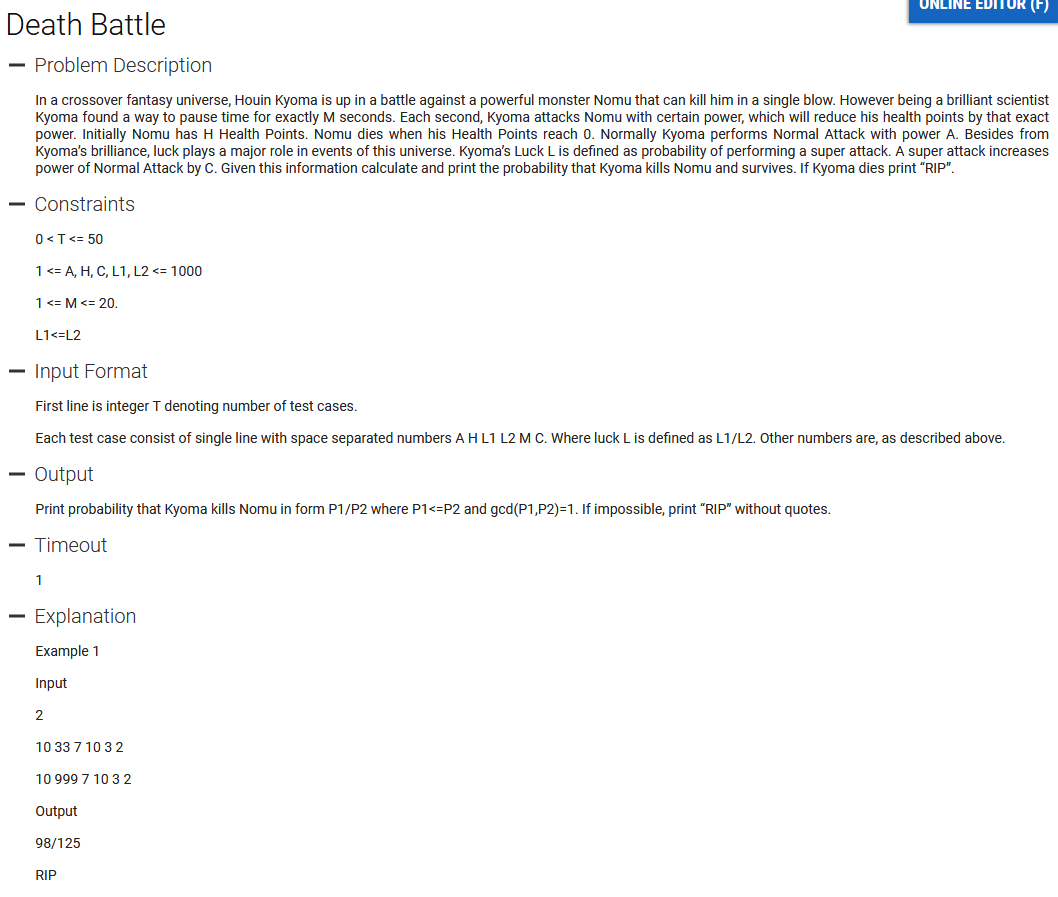 ONLINE EDITOR (F)
Death Battle
Problem Description
In a crossover fantasy universe, Houin Kyoma is up in a battle against a powerful monster Nomu that can kill him in a single blow. However being a brilliant scientist
Kyoma found a way to pause time for exactly M seconds. Each second, Kyoma attacks Nomu with certain power, which will reduce his health points by that exact
power. Initially Nomu has H Health Points. Nomu dies when his Health Points reach 0. Normally Kyoma performs Normal Attack with power A. Besides from
Kyoma's brilliance, luck plays a major role in events of this universe. Kyoma's Luck L is defined as probability of performing a super attack. A super attack increases
power of Normal Attack by C. Given this information calculate and print the probability that Kyoma kills Nomu and survives. If Kyoma dies print “RIP”.
Constraints
0 < T <= 50
1 <= A, H, C, L1, L2 <= 1000
1 <= M <= 20.
L1<=L2
Input Format
First line is integer T denoting number of test cases.
Each test case consist of single line with space separated numbers A H L1 L2 M C. Where luck L is defined as L1/L2. Other numbers are, as described above.
Output
Print probability that Kyoma kills Nomu in form P1/P2 where P1<=P2 and gcd(P1,P2)=1. If impossible, print “RIP” without quotes.
Timeout
1
Explanation
Example 1
Input
2
10 33 7 10 3 2
10 999 7 10 3 2
Output
98/125
RIP